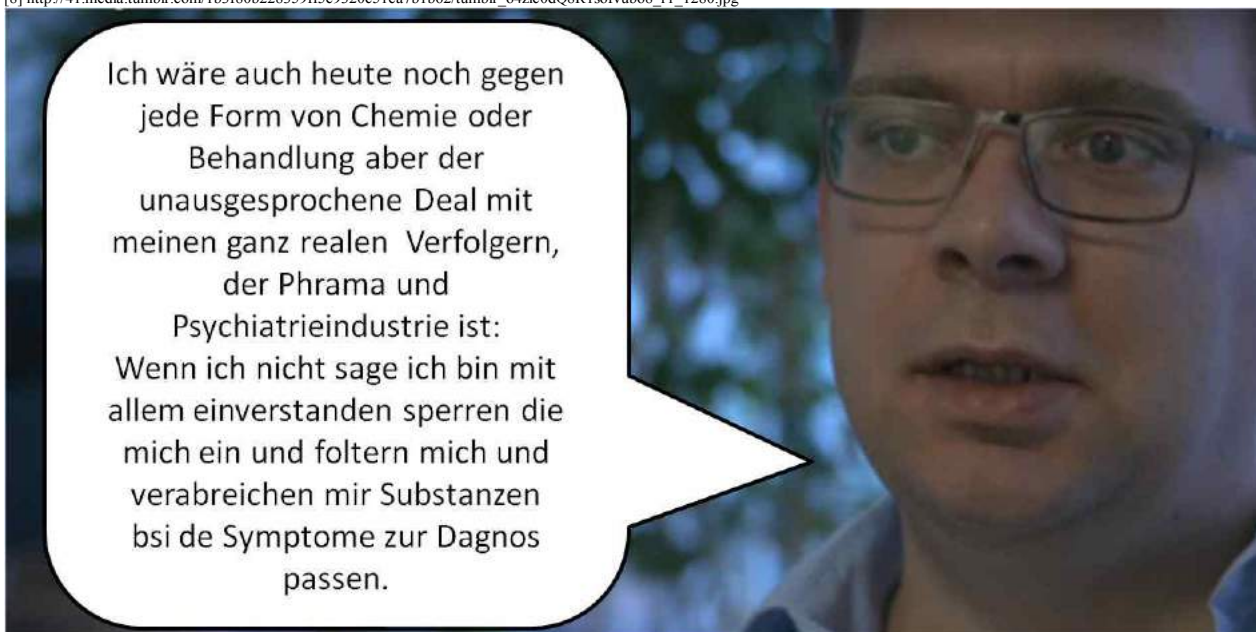 Ich wäre auch heute noch gegen
jede Form von Chemie oder
Behandlung aber der
unausgesprochene Deal mit
meinen ganz realen  Verfolgern,
der Phrama und
Psychiatrieindustrie ist:
Wenn ich nicht sage ich bin mit
allem einverstanden sperren die
mich ein und foltern mich und
verabreichen mir Substanzen
bsi de Symptome zur Dagnos
passen.